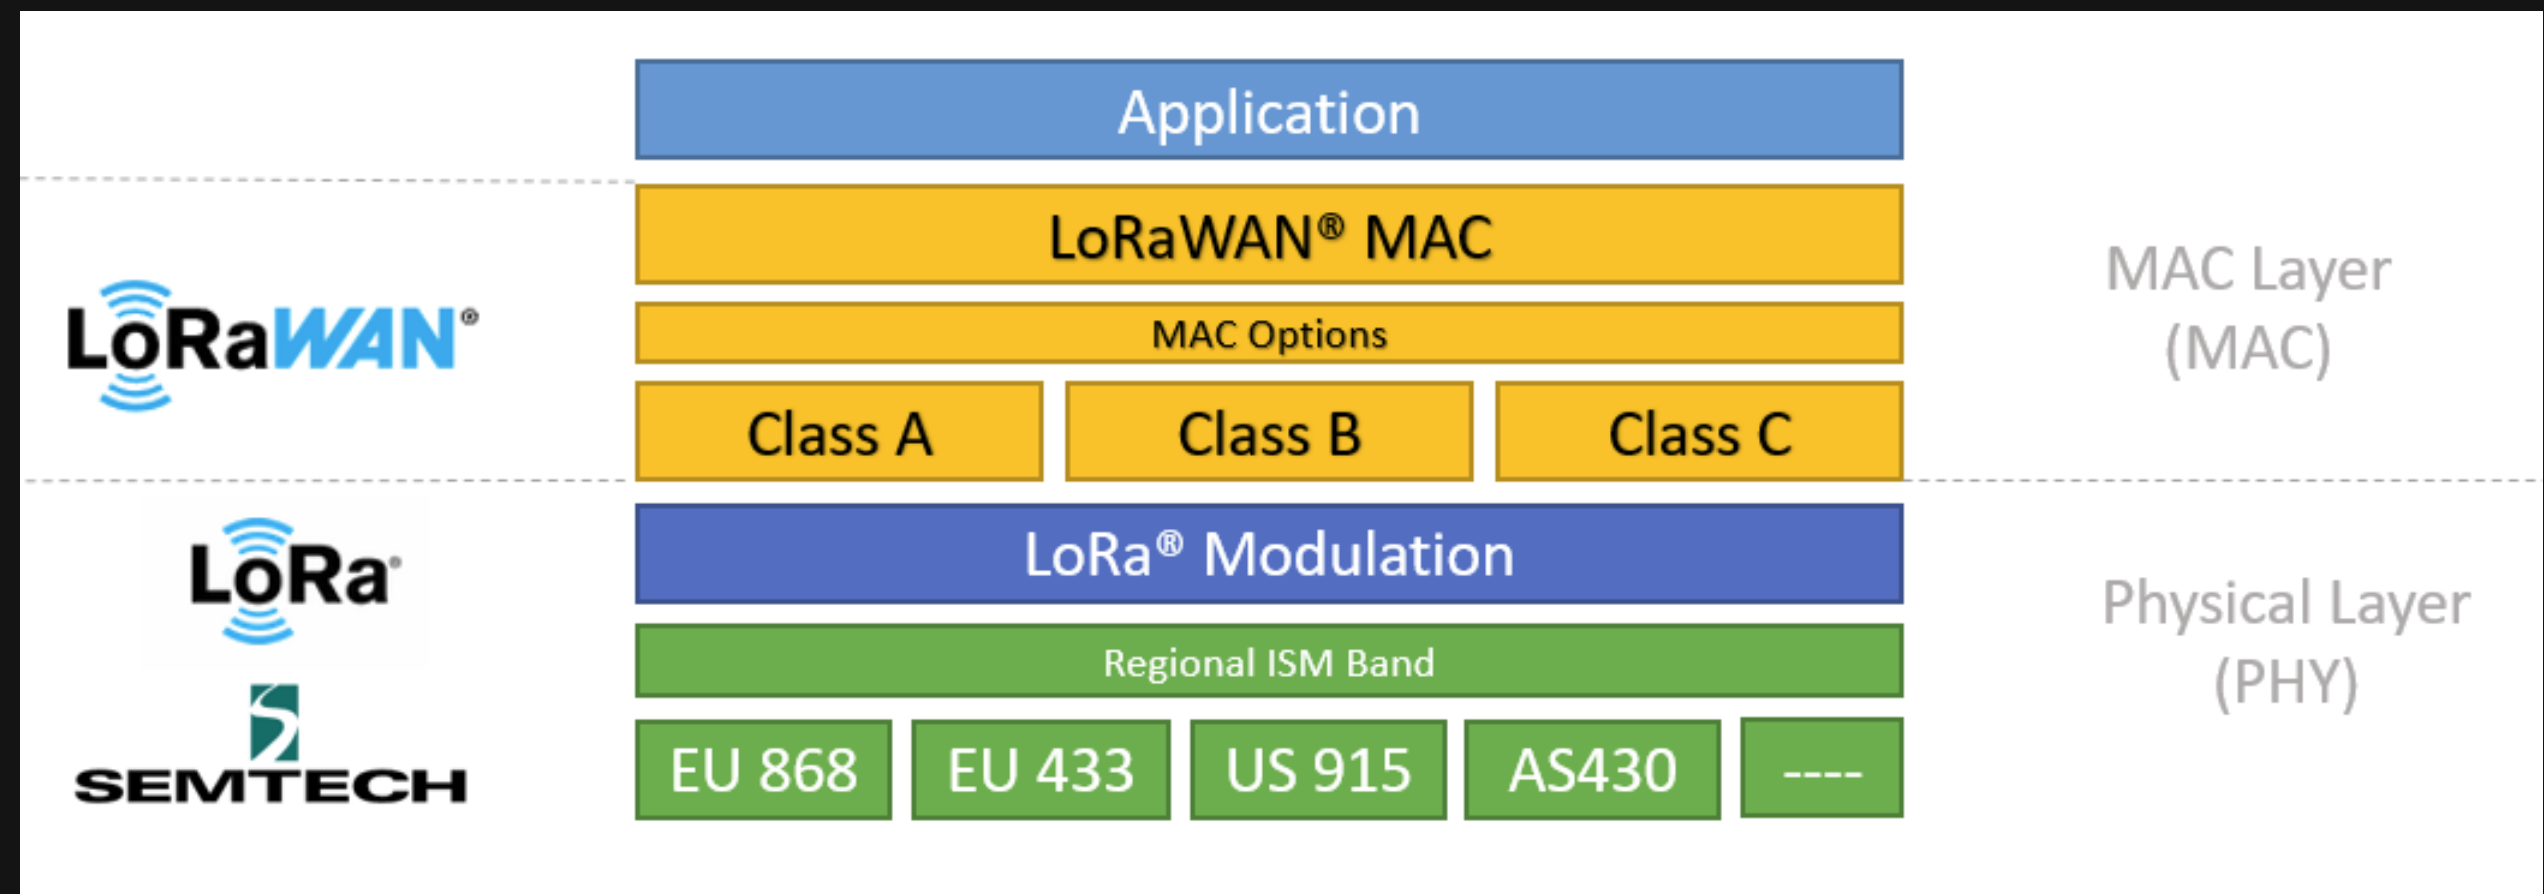 Application
LoRaWAN® MAC
MAC Options
Class A
Class B
Class C
LoRa® Modulation
Regional ISM Band
EU 868
EU 433
US 915
AS430
----
LoRaWAN®
LoRa®
SEMTECH
MAC Layer
(MAC)
Physical Layer
(PHY)